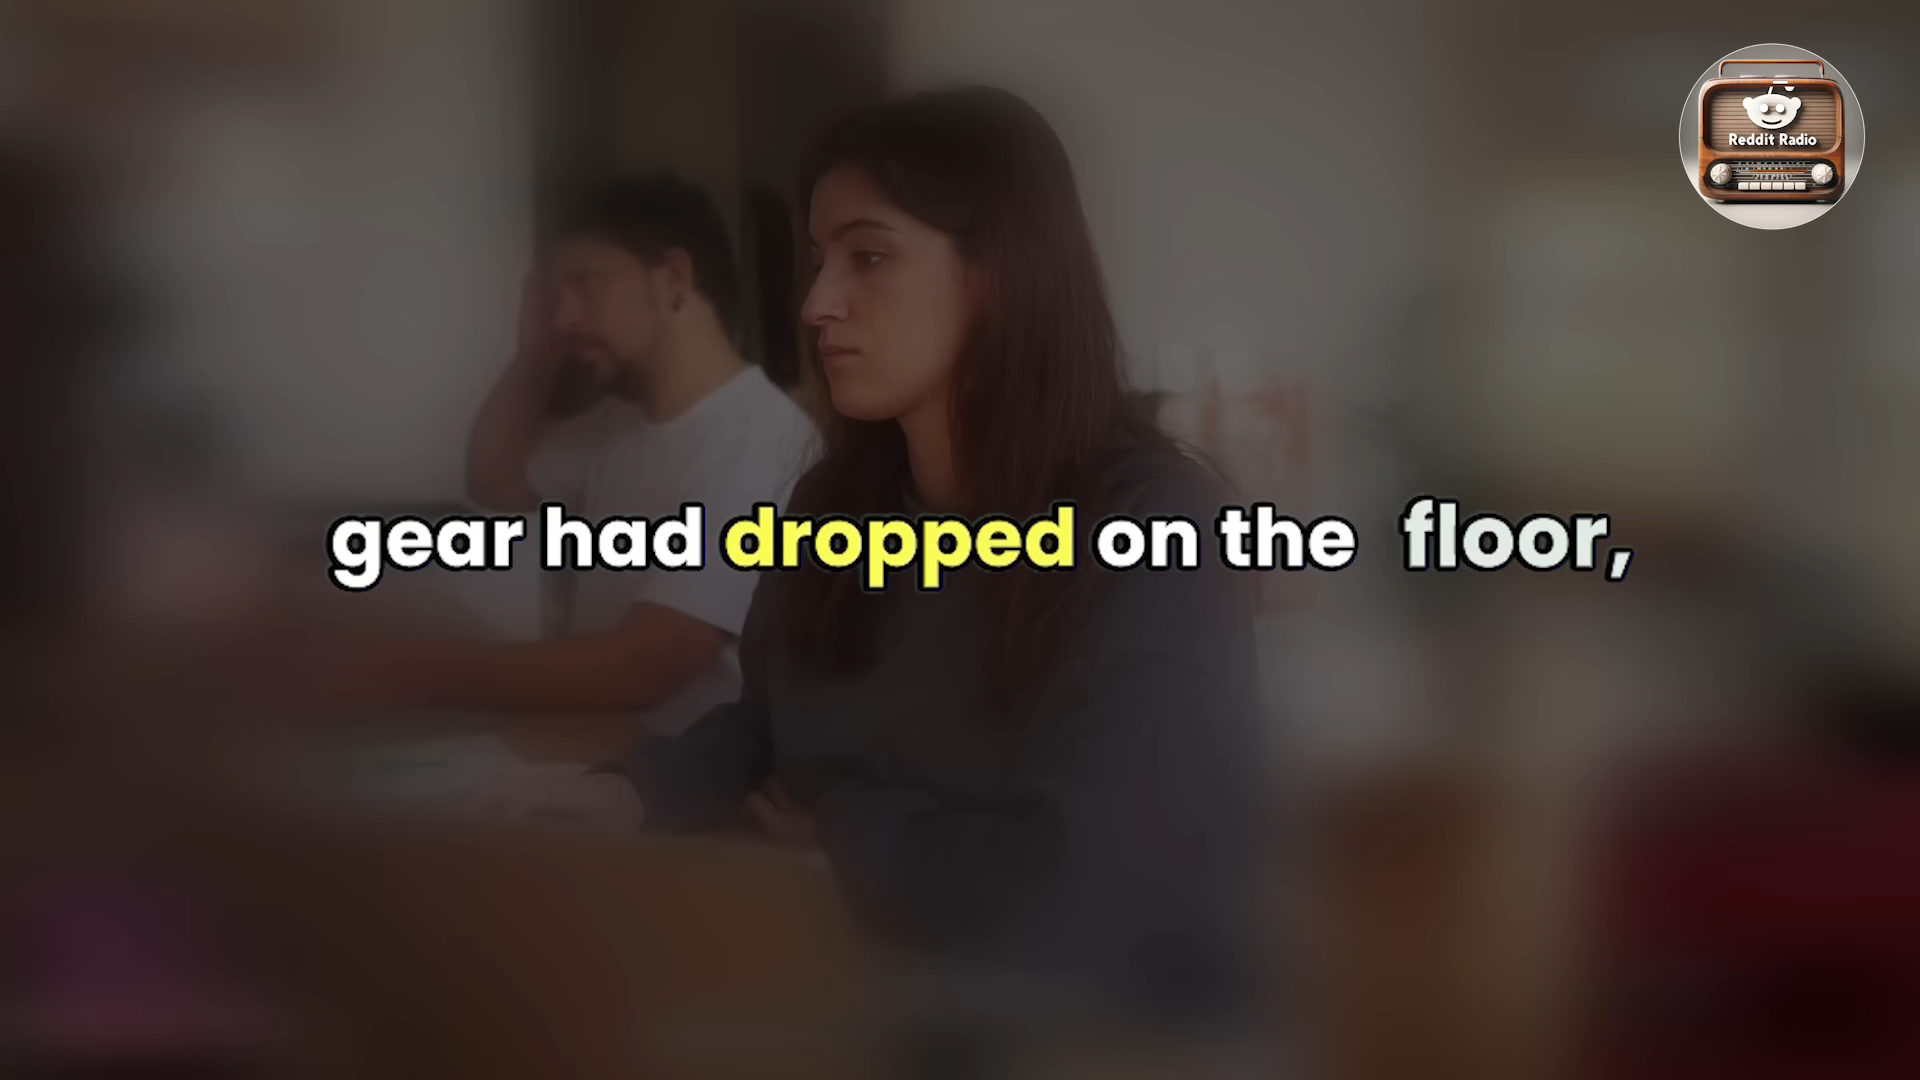 Reddit Radio
gear had dropped on the floor,